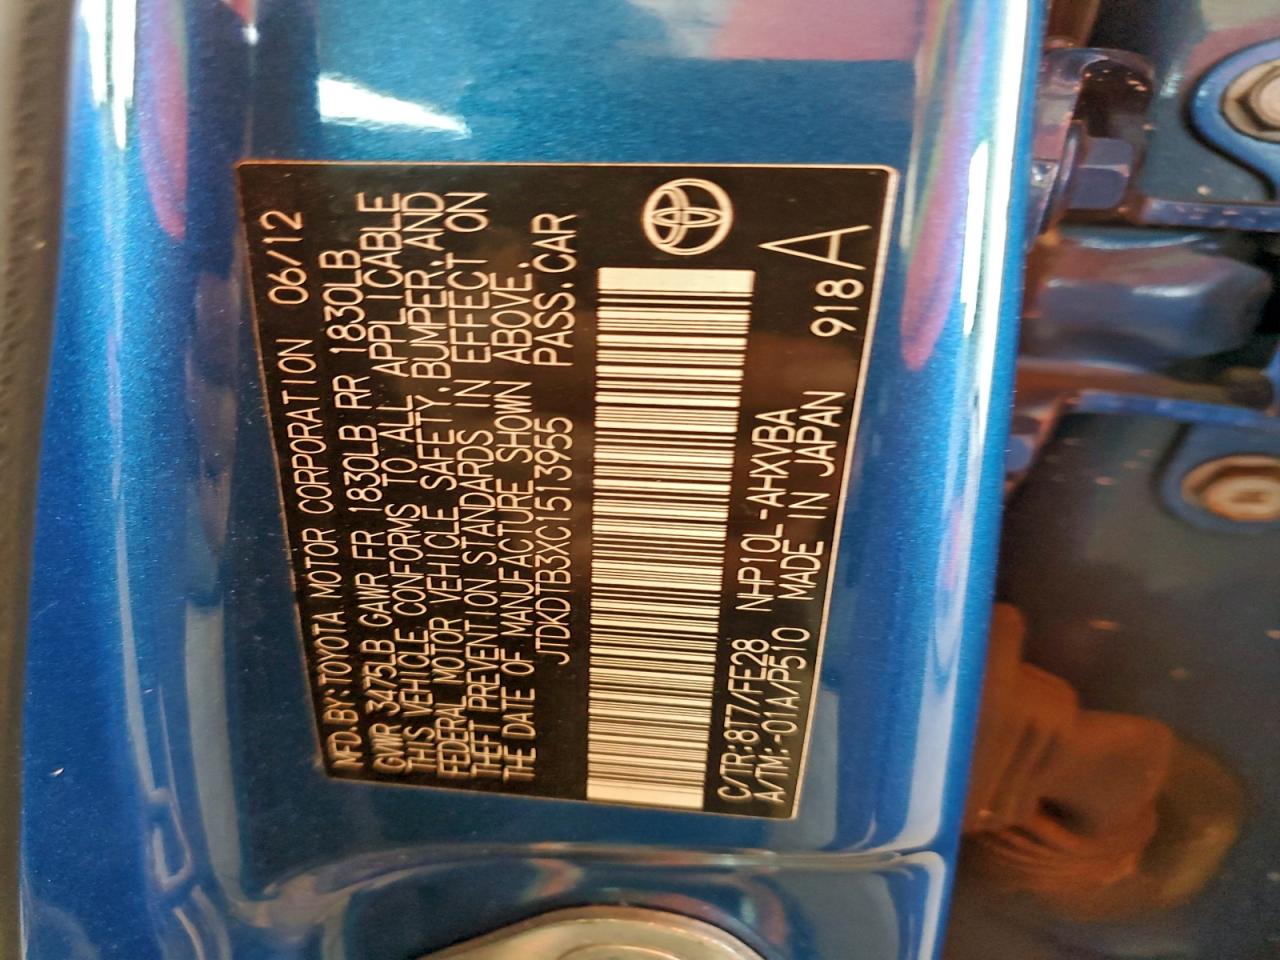 MFD.BY:TOYOTA MOTOR CORPORATION 06/12
GVWR 3475LB GAWR FR 1830LB RR 1830LB
THIS VEHICLE CONFORMS TO ALL APPLICABLE
FEDERAL MOTOR VEHICLE SAFETY,BUMPER,AND
THEFT PREVENTION STANDARDS IN EFFECT ON
THE DATE OF MANUFACTURE SHOWN ABOVE.
JTDKDTB3XC1513955 PASS.CAR
C/TR:8T7/FE28 NHP10L-AHXVBA
A/TM:-01A/P510 MADE IN JAPAN 918A